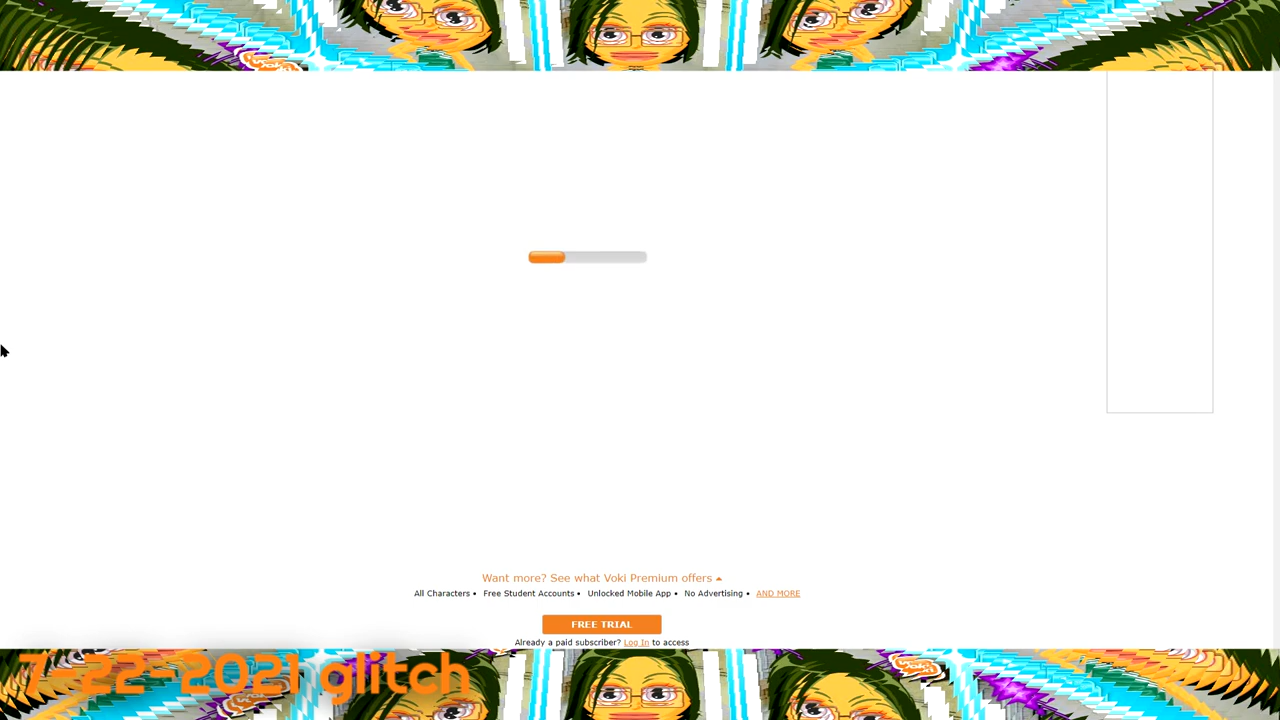 Want more? See what Voki Premium offers
All Characters • Free Student Accounts • Unlocked Mobile App • No Advertising • AND MORE
FREE TRIAL
Already a paid subscriber? Log In to access
7-22-2021 glitch